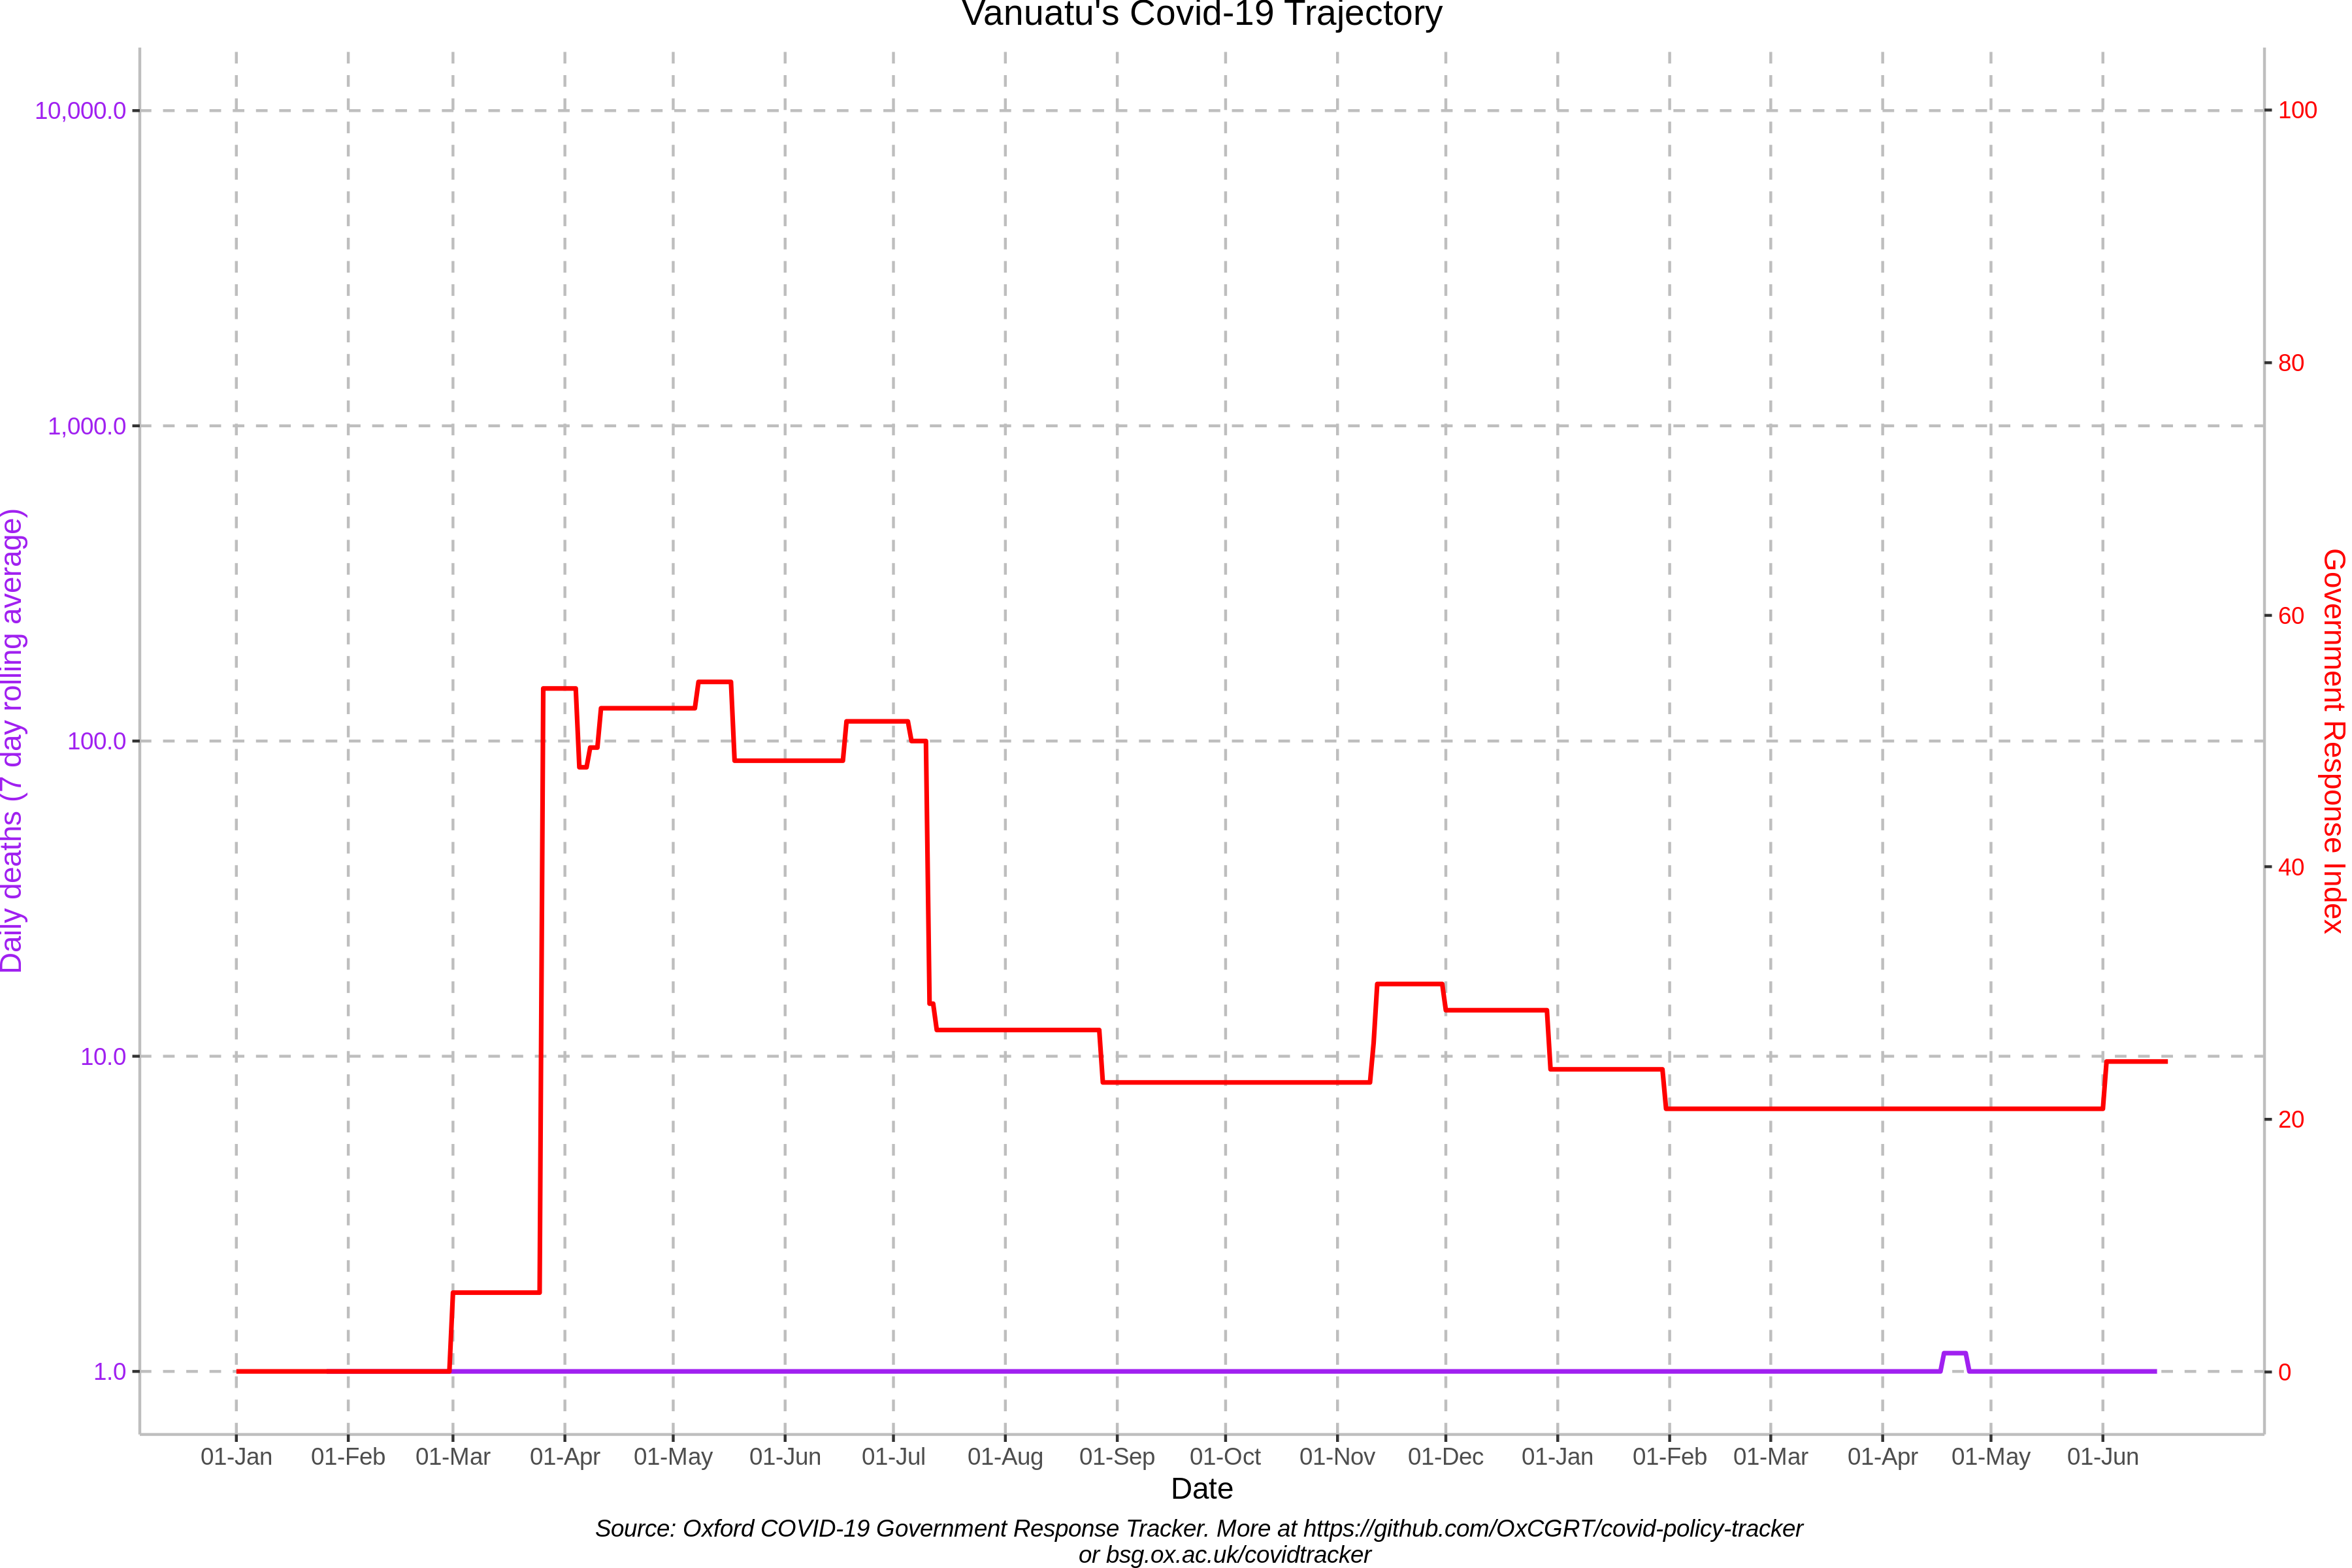 Vanuatu's Covid-19 Trajectory
10,000.0
1,000.0
100.0
10.0
1.0
Daily deaths (7 day rolling average)
100
80
60
40
20
0
Government Response Index
01-Jan 01-Feb 01-Mar 01-Apr 01-May 01-Jun 01-Jul 01-Aug 01-Sep 01-Oct 01-Nov 01-Dec 01-Jan 01-Feb 01-Mar 01-Apr 01-May 01-Jun
Date
Source: Oxford COVID-19 Government Response Tracker. More at https://github.com/OxCGRT/covid-policy-tracker
or bsg.ox.ac.uk/covidtracker